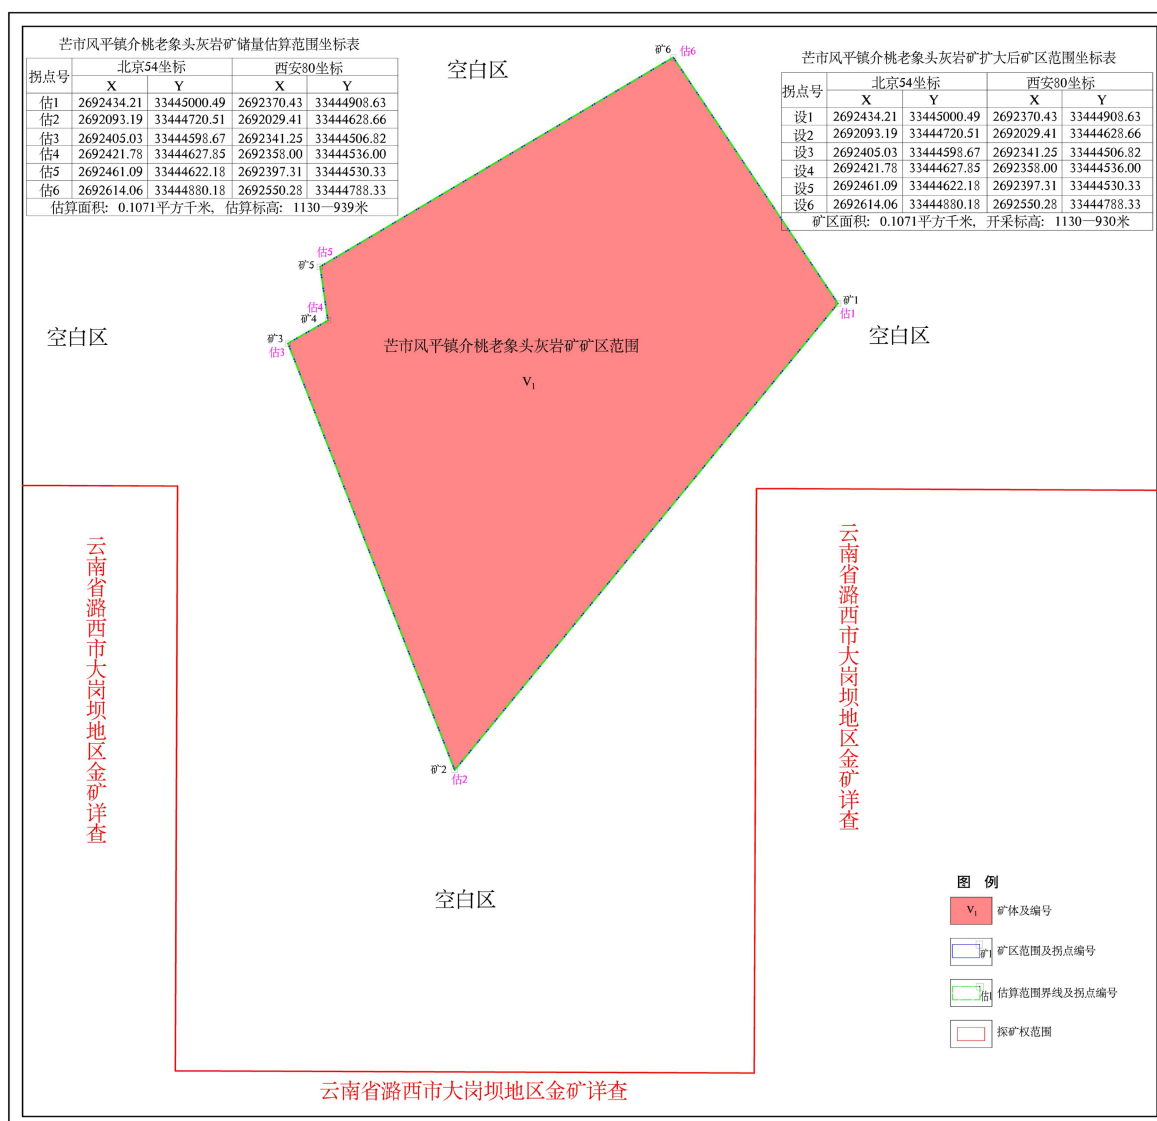 芒市风平镇介桃老象头灰岩矿储量估算范围坐标表
拐点号 北京54坐标 西安80坐标
X Y X Y
估1 2692434.21 33445000.49 2692370.43 33444908.63
估2 2692093.19 33444720.51 2692029.41 33444628.66
估3 2692405.03 33444598.67 2692341.25 33444506.82
估4 2692421.78 33444627.85 2692358.00 33444536.00
估5 2692461.09 33444622.18 2692397.31 33444530.33
估6 2692614.06 33444880.18 2692550.28 33444788.33
估算面积: 0.1071平方千米, 估算标高: 1130—939米
芒市风平镇介桃老象头灰岩矿扩大后矿区范围坐标表
拐点号 北京54坐标 西安80坐标
X Y X Y
设1 2692434.21 33445000.49 2692370.43 33444908.63
设2 2692093.19 33444720.51 2692029.41 33444628.66
设3 2692405.03 33444598.67 2692341.25 33444506.82
设4 2692421.78 33444627.85 2692358.00 33444536.00
设5 2692461.09 33444622.18 2692397.31 33444530.33
设6 2692614.06 33444880.18 2692550.28 33444788.33
矿区面积: 0.1071平方千米, 开采标高: 1130—930米
空白区
矿6 估6
估5
矿5
估4
矿4
矿3
估3
矿1
估1
空白区
空白区
芒市风平镇介桃老象头灰岩矿矿区范围
V1
云南省潞西市大岗坝地区金矿详查
云南省潞西市大岗坝地区金矿详查
矿2
估2
空白区
云南省潞西市大岗坝地区金矿详查
图 例
V1 矿体及编号
矿1 矿区范围及拐点编号
估1 估算范围界线及拐点编号
探矿权范围